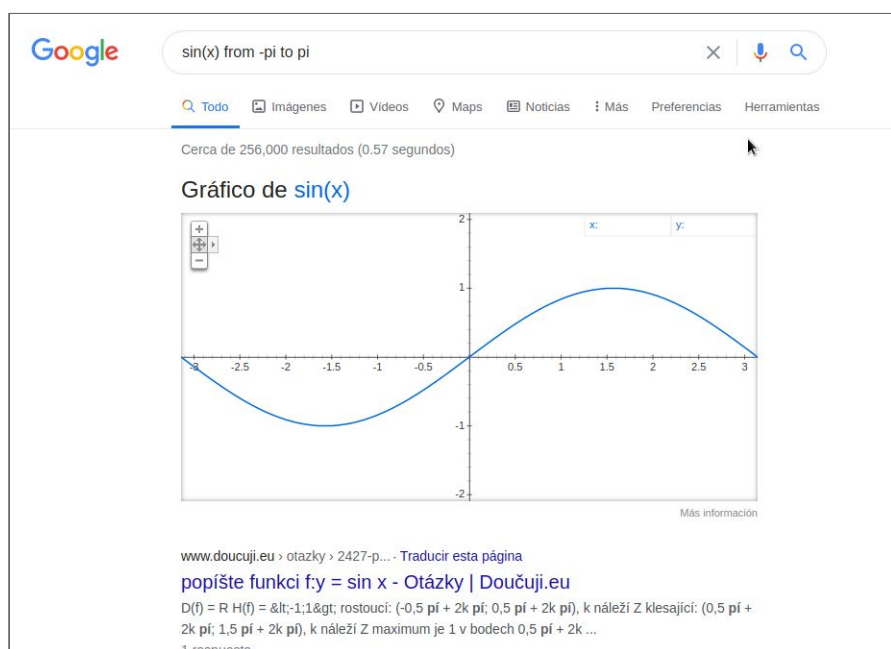 Google
sin(x) from -pi to pi
Todo Imágenes Vídeos Maps Noticias Más Preferencias Herramientas
Cerca de 256,000 resultados (0.57 segundos)
Gráfico de sin(x)
x: y:
2
1
-3 -2.5 -2 -1.5 -1 -0.5 0 0.5 1 1.5 2 2.5 3
-1
-2
Más información
www.doucuji.eu › otazky › 2427-p... · Traducir esta página
popíšte funkci f:y = sin x - Otázky | Doučuji.eu
D(f) = R H(f) = &lt;-1;1&gt; rostoucí: (-0,5 pí + 2k pí; 0,5 pí + 2k pí), k náleží Z klesající: (0,5 pí +
2k pí; 1,5 pí + 2k pí), k náleží Z maximum je 1 v bodech 0,5 pí + 2k ...